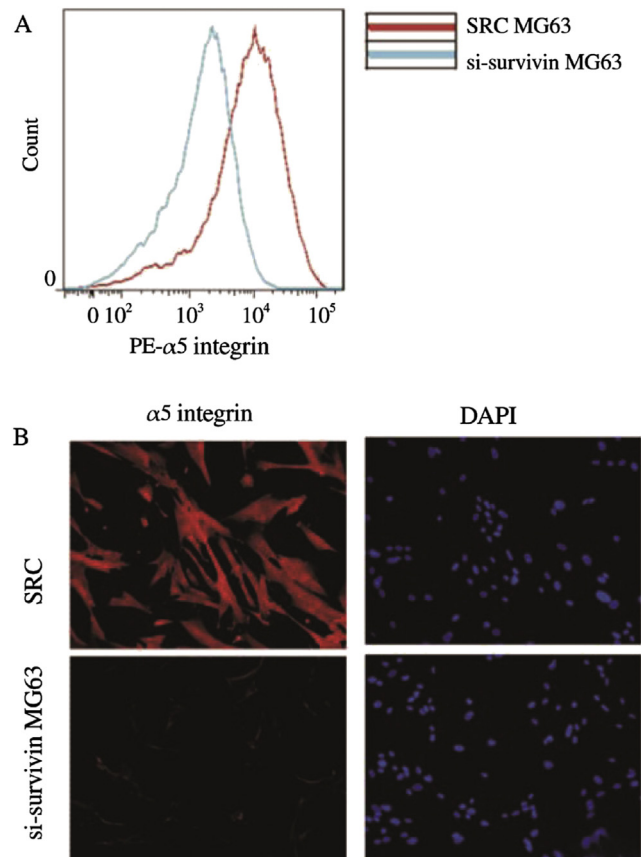 A
SRC MG63
si-survivin MG63
Count
0
0 10² 10³ 10⁴ 10⁵
PE-α5 integrin
B
α5 integrin
DAPI
SRC
si-survivin MG63